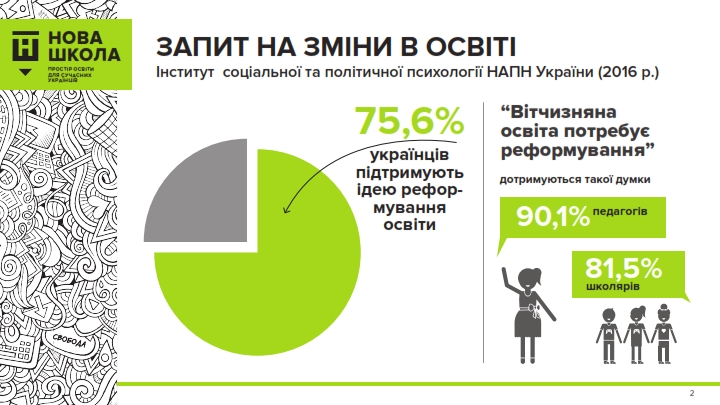 НОВА
ШКОЛА
ПРОСТІР ОСВІТИ
ДЛЯ СУЧАСНИХ
УКРАЇНЦІВ
ЗАПИТ НА ЗМІНИ В ОСВІТІ
Інститут соціальної та політичної психології НАПН України (2016 р.)
75,6%
українців
підтримують
ідею рефор-
мування
освіти
“Вітчизняна
освіта потребує
реформування”
дотримуються такої думки
90,1% педагогів
81,5%
школярів
СВОБОДА
2